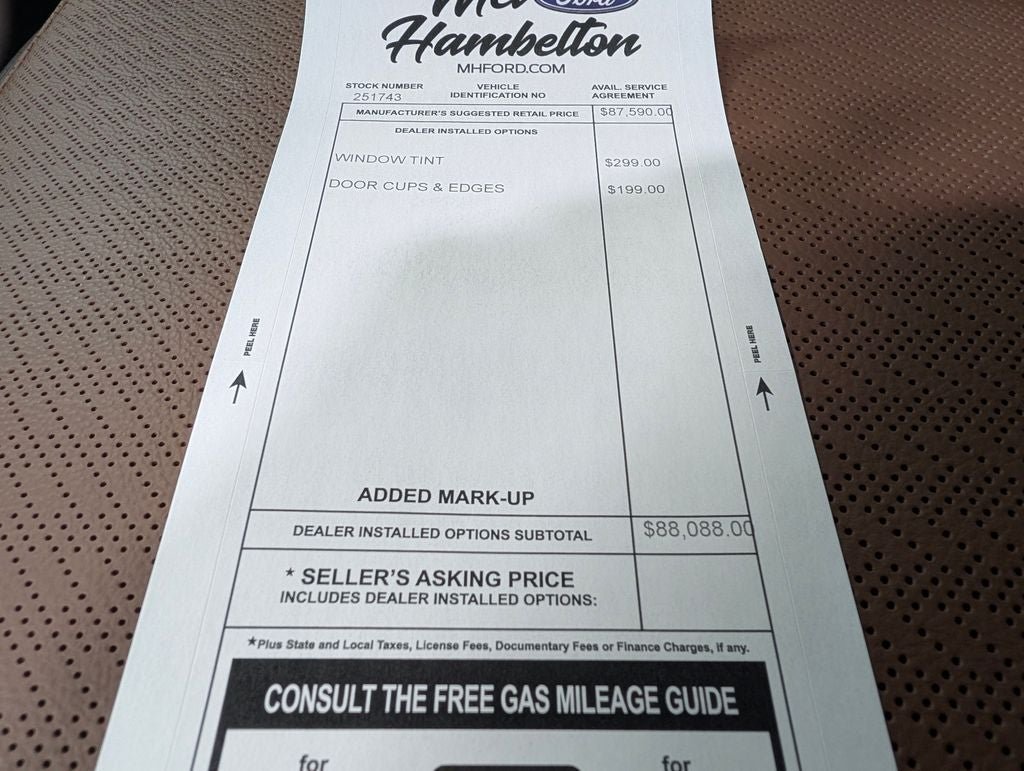 Mel Ford
Hambelton
MHFORD.COM
STOCK NUMBER VEHICLE IDENTIFICATION NO AVAIL. SERVICE AGREEMENT
251743
MANUFACTURER'S SUGGESTED RETAIL PRICE $87,590.00
DEALER INSTALLED OPTIONS
WINDOW TINT $299.00
DOOR CUPS & EDGES $199.00
PEEL HERE
PEEL HERE
ADDED MARK-UP
DEALER INSTALLED OPTIONS SUBTOTAL $88,088.00
* SELLER'S ASKING PRICE
INCLUDES DEALER INSTALLED OPTIONS:
*Plus State and Local Taxes, License Fees, Documentary Fees or Finance Charges, if any.
CONSULT THE FREE GAS MILEAGE GUIDE
for for